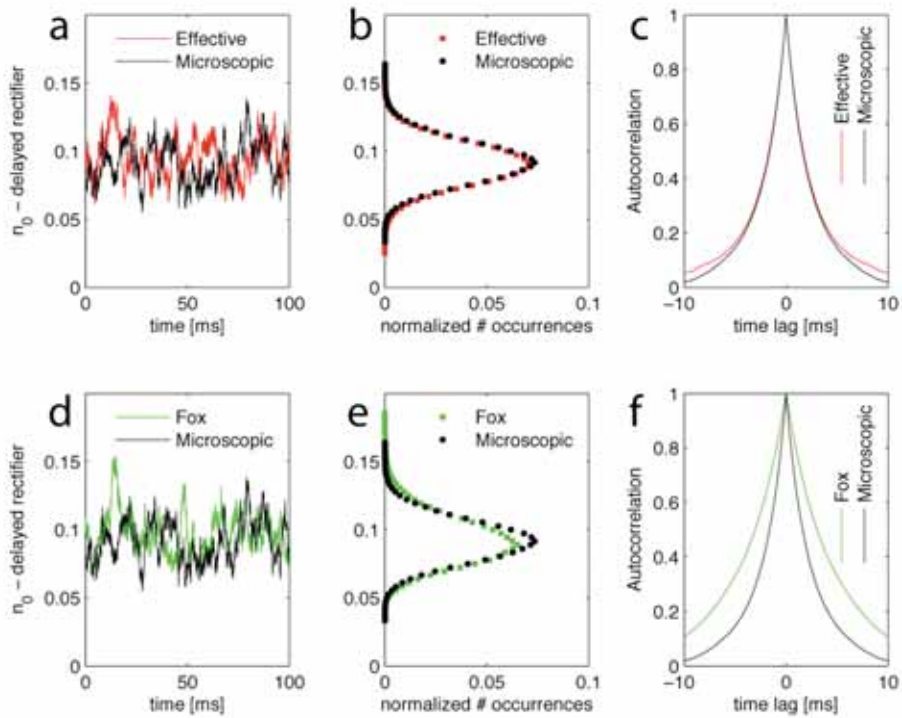 a
Effective
Microscopic
0.15
0.1
0.05
0
n0 – delayed rectifier
0 50 100
time [ms]
b
Effective
Microscopic
0.15
0.1
0.05
0
0 0.05 0.1
normalized # occurrences
c
1
0.8
0.6
0.4
0.2
0
Autocorrelation
Effective
Microscopic
−10 0 10
time lag [ms]
d
Fox
Microscopic
0.15
0.1
0.05
0
n0 – delayed rectifier
0 50 100
time [ms]
e
Fox
Microscopic
0.15
0.1
0.05
0
0 0.05 0.1
normalized # occurrences
f
1
0.8
0.6
0.4
0.2
0
Autocorrelation
Fox
Microscopic
−10 0 10
time lag [ms]